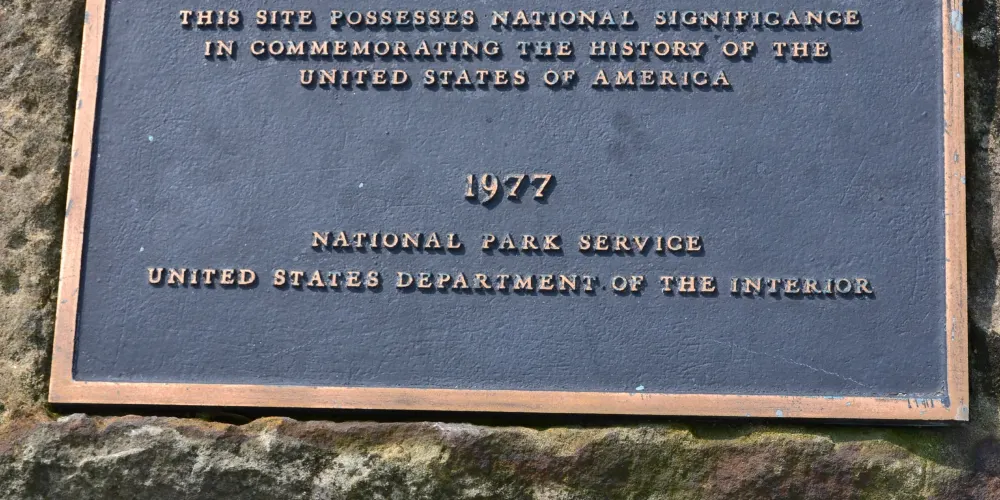 THIS SITE POSSESSES NATIONAL SIGNIFICANCE
IN COMMEMORATING THE HISTORY OF THE
UNITED STATES OF AMERICA
1977
NATIONAL PARK SERVICE
UNITED STATES DEPARTMENT OF THE INTERIOR